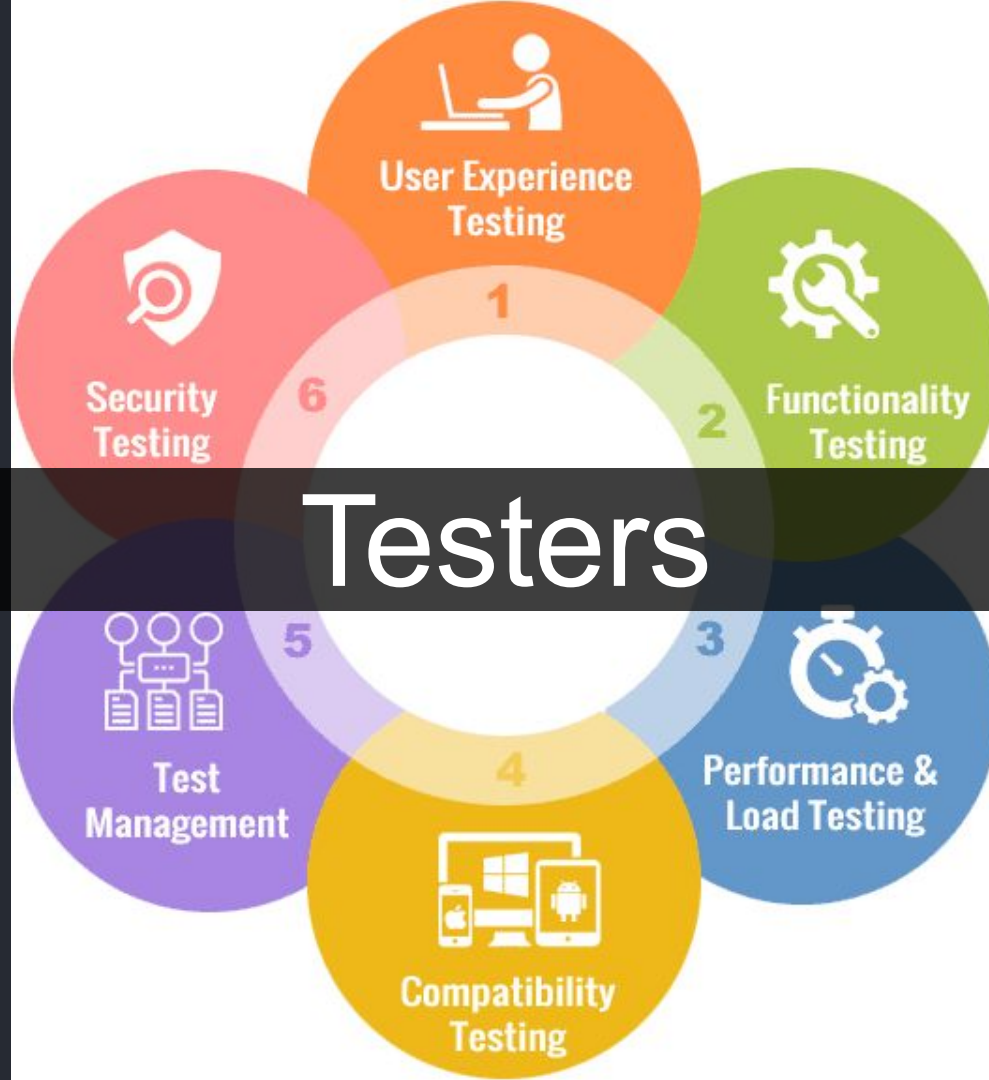 User Experience
Testing
1
Functionality
Testing
2
Security
Testing
6
Testers
5
3
Test
Management
Performance &
Load Testing
4
Compatibility
Testing